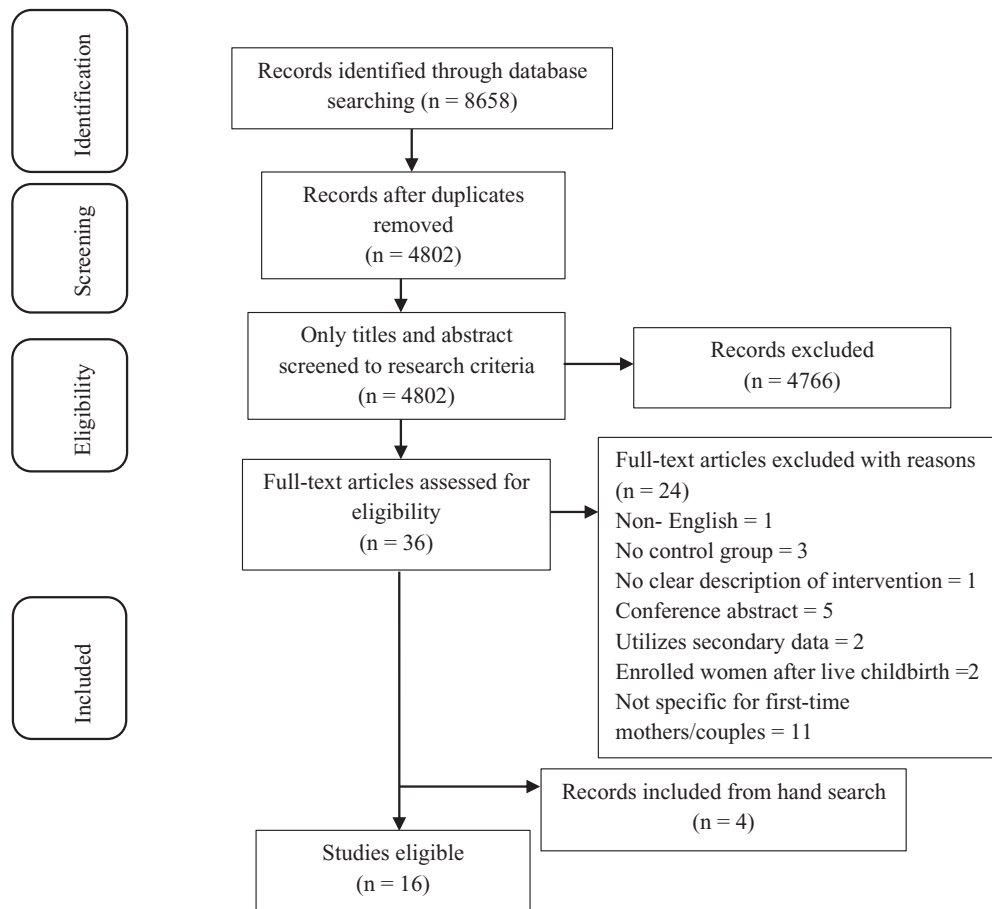 Identification
Records identified through database
searching (n = 8658)
Screening
Records after duplicates
removed
(n = 4802)
Only titles and abstract
screened to research criteria
(n = 4802)
Records excluded
(n = 4766)
Eligibility
Full-text articles assessed for
eligibility
(n = 36)
Full-text articles excluded with reasons
(n = 24)
Non- English = 1
No control group = 3
No clear description of intervention = 1
Conference abstract = 5
Utilizes secondary data = 2
Enrolled women after live childbirth =2
Not specific for first-time
mothers/couples = 11
Included
Records included from hand search
(n = 4)
Studies eligible
(n = 16)